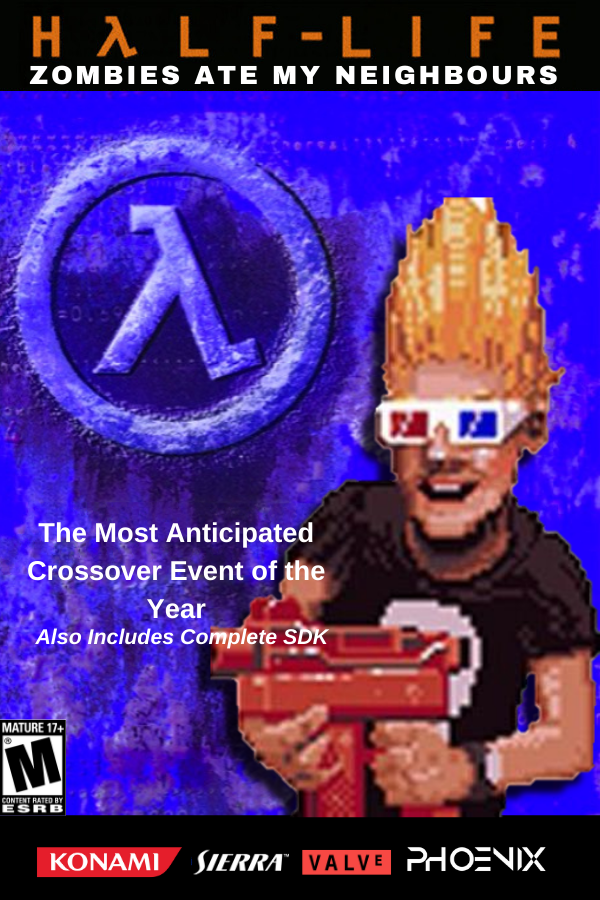 HλLF-LIFE
ZOMBIES ATE MY NEIGHBOURS
The Most Anticipated
Crossover Event of the
Year
Also Includes Complete SDK
MATURE 17+
®
M
CONTENT RATED BY
ESRB
KONAMI SIERRA™ VALVE PHOENIX